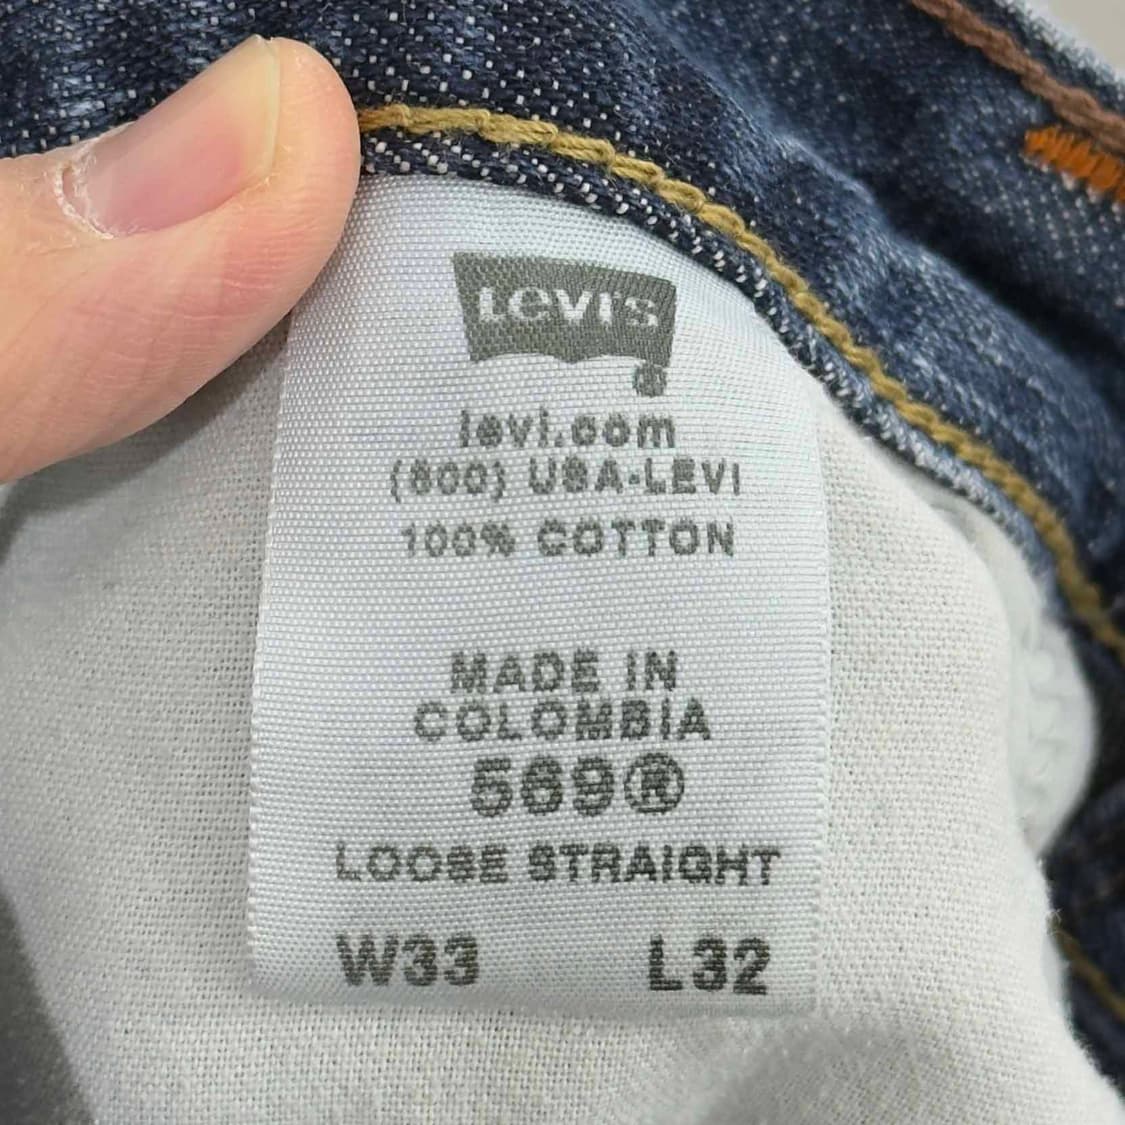 LEVI'S
®
levi.com
(800) USA-LEVI
100% COTTON
MADE IN
COLOMBIA
569®
LOOSE STRAIGHT
W33 L32